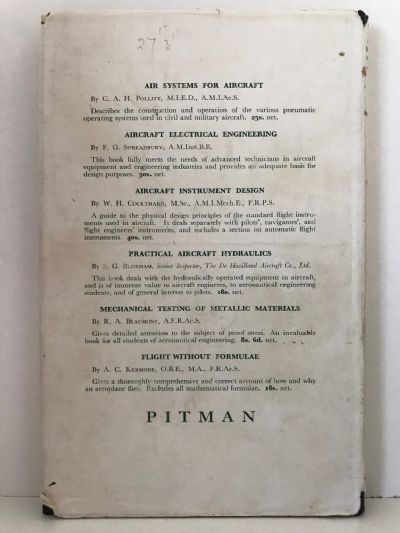 27'6
AIR SYSTEMS FOR AIRCRAFT
By C. A. H. POLLITT, M.I.E.D., A.M.I.Ae.S.
Describes the construction and operation of the various pneumatic
operating systems used in civil and military aircraft. 25s. net.
AIRCRAFT ELECTRICAL ENGINEERING
By F. G. SPREADBURY, A.M.Inst.B.E.
This book fully meets the needs of advanced technicians in aircraft
equipment and engineering industries and provides an adequate basis for
design purposes. 30s. net.
AIRCRAFT INSTRUMENT DESIGN
By W. H. COULTHARD, M.Sc., A.M.I.Mech.E., F.R.P.S.
A guide to the physical design principles of the standard flight instru-
ments used in aircraft. It deals separately with pilots', navigators', and
flight engineers' instruments, and includes a section on automatic flight
instruments. 40s. net.
PRACTICAL AIRCRAFT HYDRAULICS
By S. G. BLOXHAM, Senior Inspector, The De Havilland Aircraft Co., Ltd.
This book deals with the hydraulically operated equipment in aircraft,
and is of immense value to aircraft engineers, to aeronautical engineering
students, and of general interest to pilots. 18s. net.
MECHANICAL TESTING OF METALLIC MATERIALS
By R. A. BEAUMONT, A.F.R.Ae.S.
Gives detailed attention to the subject of proof stress. An invaluable
book for all students of aeronautical engineering. 8s. 6d. net.
FLIGHT WITHOUT FORMULAE
By A. C. KERMODE, O.B.E., M.A., F.R.Ae.S.
Gives a thoroughly comprehensive and correct account of how and why
an aeroplane flies. Excludes all mathematical formulae. 18s. net.
PITMAN